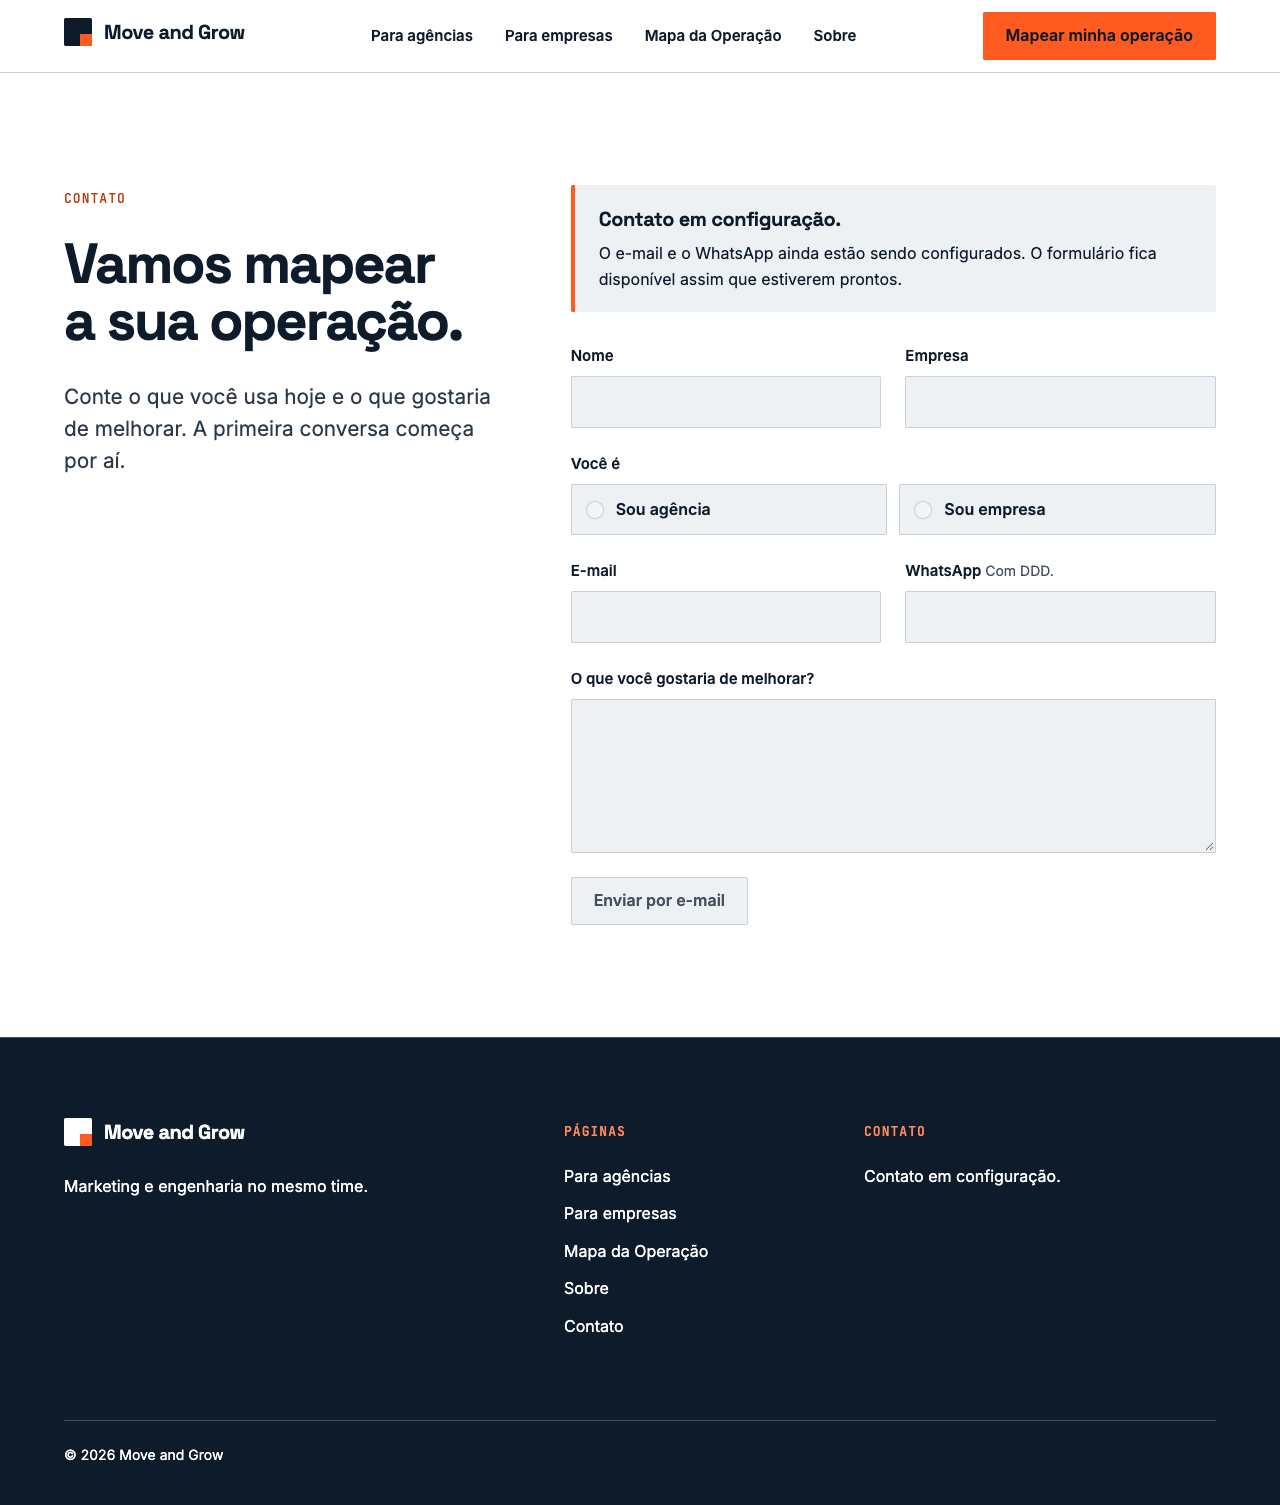 Move and Grow
Para agências
Para empresas
Mapa da Operação
Sobre
Mapear minha operação
CONTATO
Vamos mapear
a sua operação.
Conte o que você usa hoje e o que gostaria
de melhorar. A primeira conversa começa
por aí.
Contato em configuração.
O e-mail e o WhatsApp ainda estão sendo configurados. O formulário fica
disponível assim que estiverem prontos.
Nome
Empresa
Você é
Sou agência
Sou empresa
E-mail
WhatsApp Com DDD.
O que você gostaria de melhorar?
Enviar por e-mail
Move and Grow
Marketing e engenharia no mesmo time.
PÁGINAS
Para agências
Para empresas
Mapa da Operação
Sobre
Contato
CONTATO
Contato em configuração.
© 2026 Move and Grow